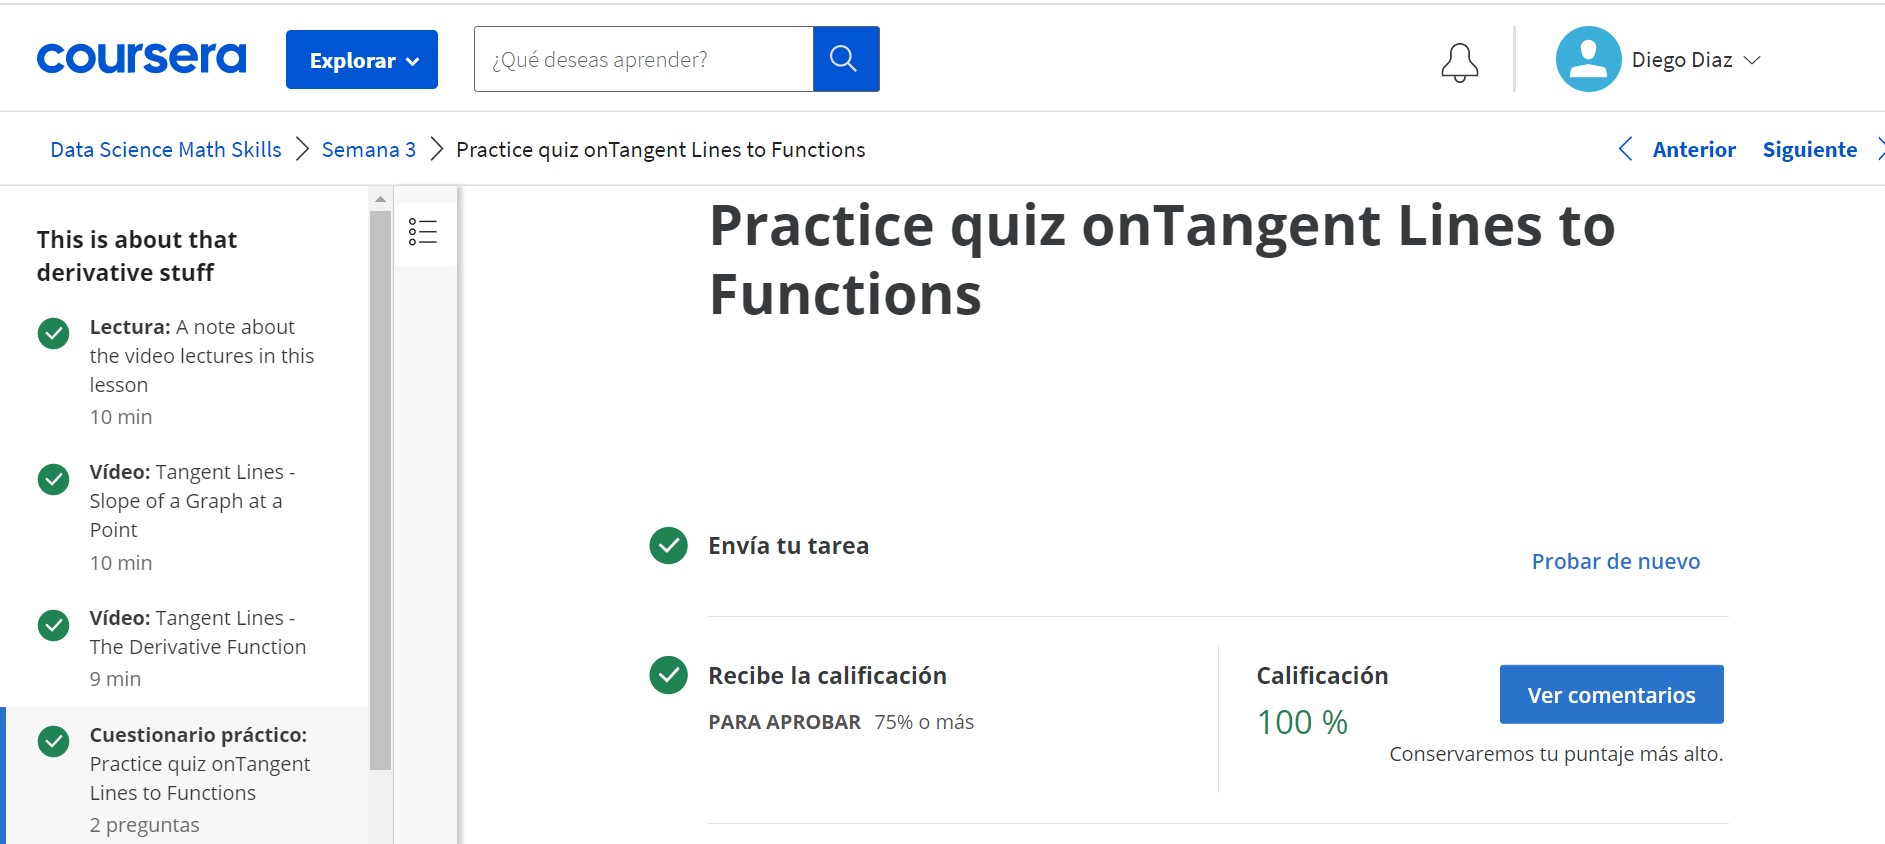 coursera
Explorar
¿Qué deseas aprender?
Diego Diaz
Data Science Math Skills
Semana 3
Practice quiz onTangent Lines to Functions
Anterior
Siguiente
This is about that
derivative stuff
Lectura: A note about
the video lectures in this
lesson
10 min
Vídeo: Tangent Lines -
Slope of a Graph at a
Point
10 min
Vídeo: Tangent Lines -
The Derivative Function
9 min
Cuestionario práctico:
Practice quiz onTangent
Lines to Functions
2 preguntas
Practice quiz onTangent Lines to
Functions
Envía tu tarea
Probar de nuevo
Recibe la calificación
PARA APROBAR 75% o más
Calificación
100 %
Ver comentarios
Conservaremos tu puntaje más alto.